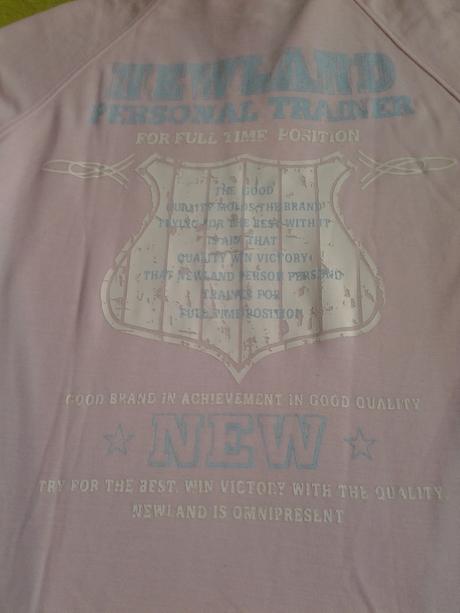 NEWLAND
PERSONAL TRAINER
FOR FULL TIME POSITION
THE GOOD
QUALITY MOLDS THE BRAND
TRYING FOR THE BEST WITH IT
IS AIM THAT
QUALITY WIN VICTORY
THAT NEWLAND PERSON PERSEND
TRAINER FOR
FULL TIME POSITION
GOOD BRAND IN ACHIEVEMENT IN GOOD QUALITY
NEW
TRY FOR THE BEST. WIN VICTORY WITH THE QUALITY.
NEWLAND IS OMNIPRESENT